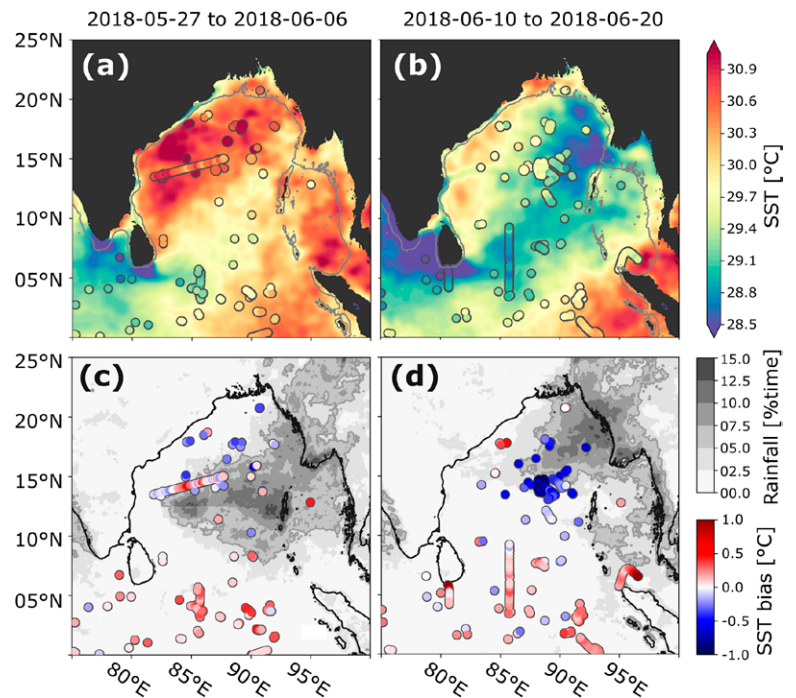 2018-05-27 to 2018-06-06
2018-06-10 to 2018-06-20
25°N
20°N
15°N
10°N
05°N
(a)
(b)
30.9
30.6
30.3
30.0
29.7
29.4
29.1
28.8
28.5
SST [°C]
25°N
20°N
15°N
10°N
05°N
(c)
(d)
15.0
12.5
10.0
07.5
05.0
02.5
00.0
Rainfall [%time]
1.0
0.5
0.0
-0.5
-1.0
SST bias [°C]
80°E
85°E
90°E
95°E
80°E
85°E
90°E
95°E